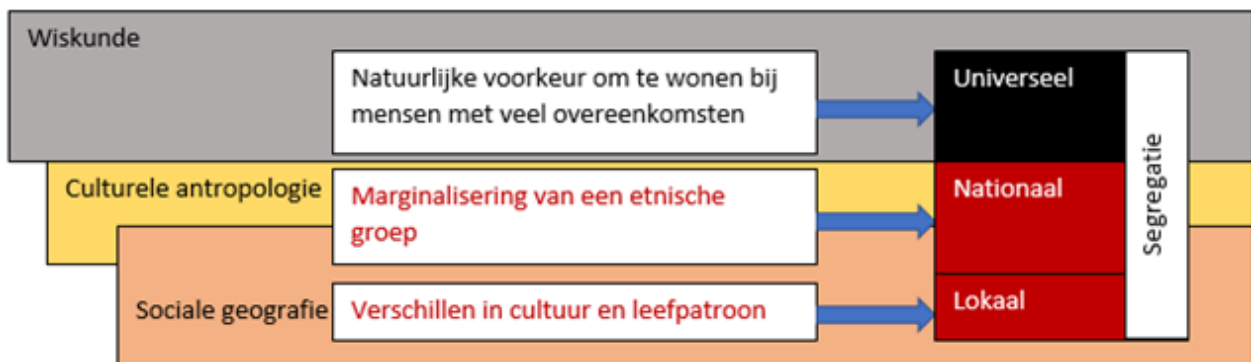 Wiskunde
Natuurlijke voorkeur om te wonen bij
mensen met veel overeenkomsten
Universeel
Culturele antropologie
Marginalisering van een etnische
groep
Nationaal
Segregatie
Sociale geografie
Verschillen in cultuur en leefpatroon
Lokaal